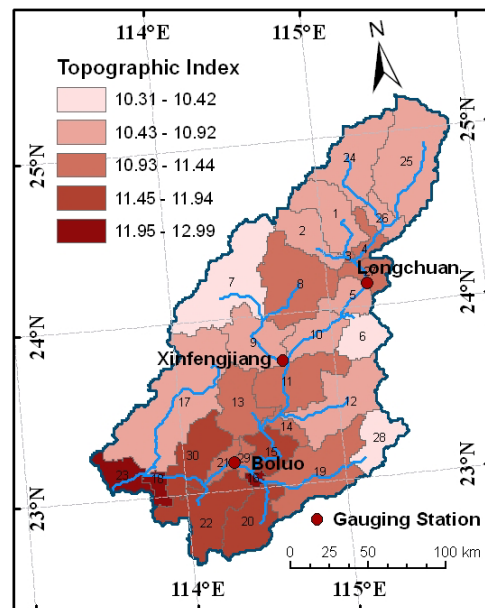 114°E 115°E
Topographic Index
10.31 - 10.42
10.43 - 10.92
10.93 - 11.44
11.45 - 11.94
11.95 - 12.99
N
25°N 25°N
24 25
1 26
2
3 4
Longchuan
7 8
5
24°N 24°N
9 10 6
Xinfengjiang
11
17 13 12
14
28
30 15
21 29 Boluo 19
23 18 16
23°N 23°N
22 20
Gauging Station
0 25 50 100 km
114°E 115°E